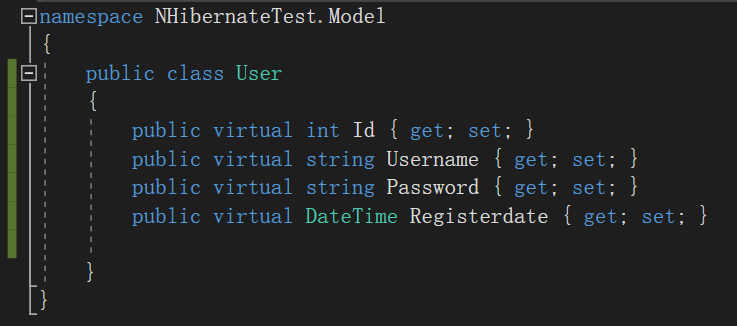 namespace NHibernateTest.Model
{
public class User
{
public virtual int Id { get; set; }
public virtual string Username { get; set; }
public virtual string Password { get; set; }
public virtual DateTime Registerdate { get; set; }
}
}